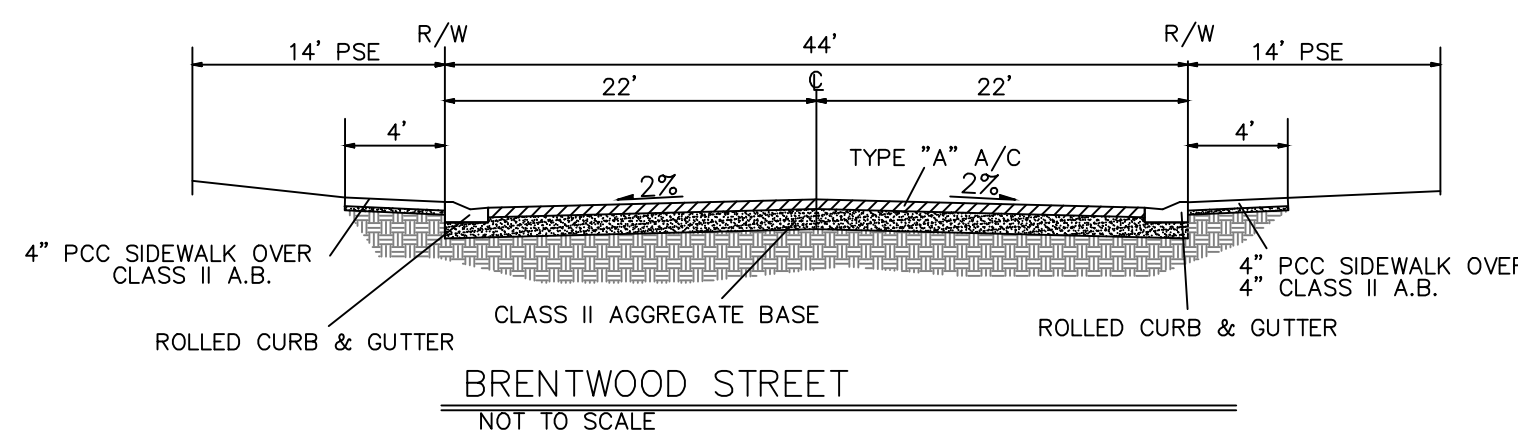 R/W
R/W
14' PSE
44'
14' PSE
22'
℄
22'
4'
4'
TYPE "A" A/C
2%
2%
4" PCC SIDEWALK OVER
CLASS II A.B.
4" PCC SIDEWALK OVER
4" CLASS II A.B.
CLASS II AGGREGATE BASE
ROLLED CURB & GUTTER
ROLLED CURB & GUTTER
BRENTWOOD STREET
NOT TO SCALE